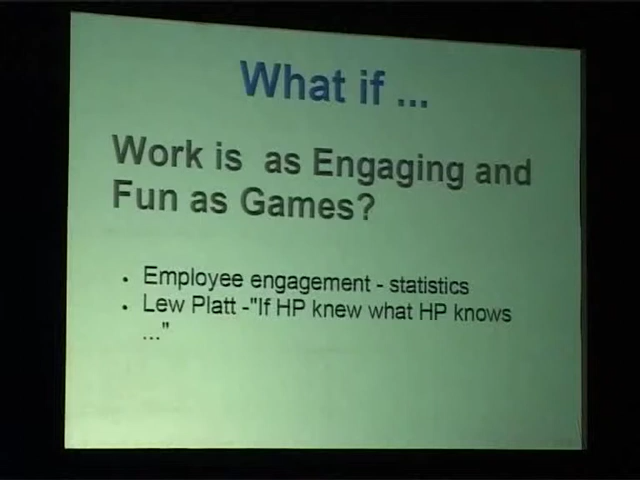 What if ...
Work is as Engaging and
Fun as Games?
• Employee engagement - statistics
• Lew Platt -"If HP knew what HP knows
..."